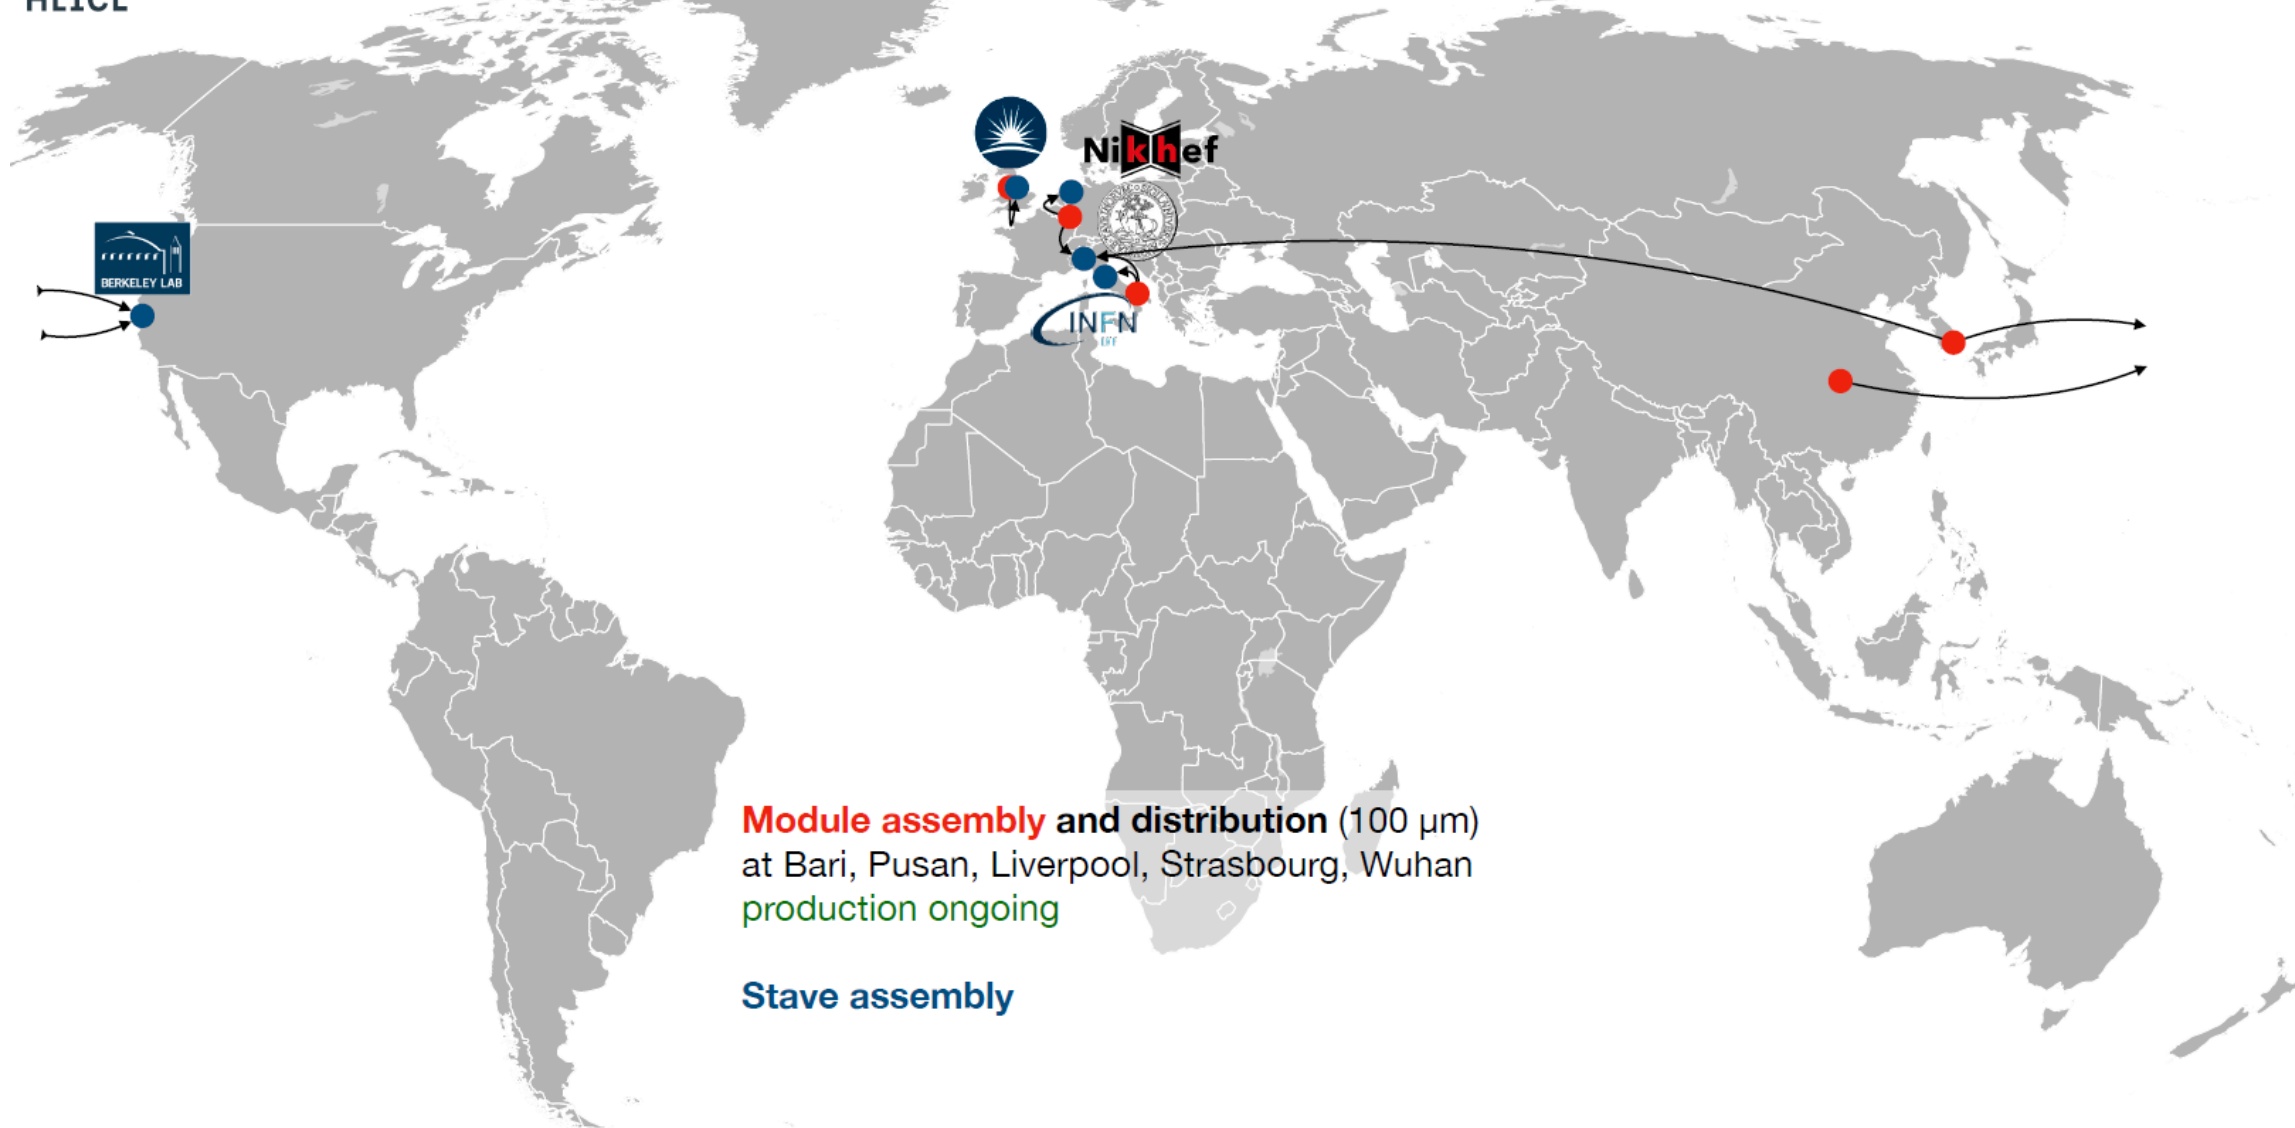 ALICE
Nikhef
BERKELEY LAB
INFN
Module assembly and distribution (100 µm)
at Bari, Pusan, Liverpool, Strasbourg, Wuhan
production ongoing
Stave assembly